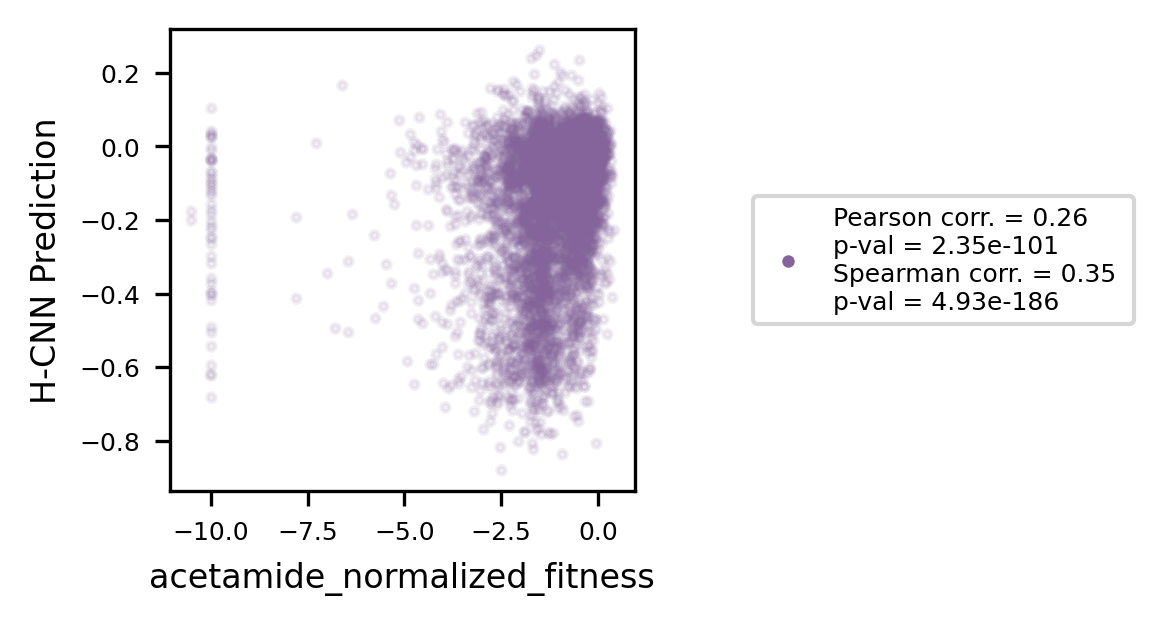 H-CNN Prediction
0.2
0.0
−0.2
−0.4
−0.6
−0.8
−10.0
−7.5
−5.0
−2.5
0.0
acetamide_normalized_fitness
Pearson corr. = 0.26
p-val = 2.35e-101
Spearman corr. = 0.35
p-val = 4.93e-186